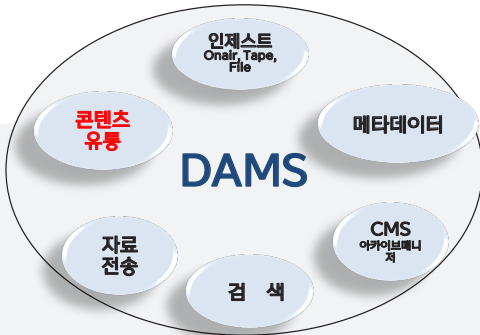 인제스트
Onair, Tape,
File
콘텐츠
유통
메타데이터
DAMS
CMS
아카이브매니
저
자료
전송
검 색